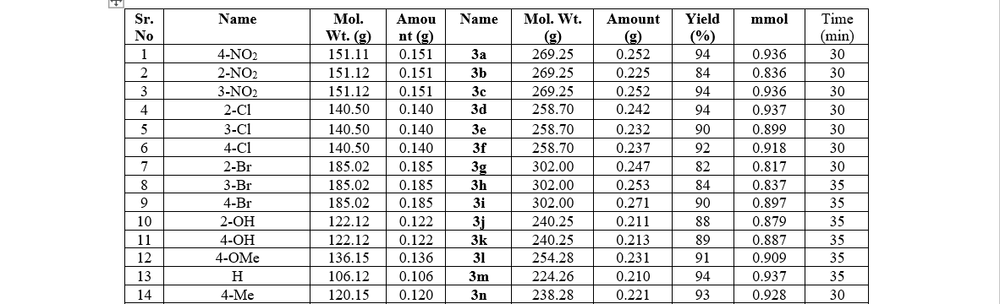 Sr. No Name Mol. Wt. (g) Amou nt (g) Name Mol. Wt. (g) Amount (g) Yield (%) mmol Time (min)
1 4-NO2 151.11 0.151 3a 269.25 0.252 94 0.936 30
2 2-NO2 151.12 0.151 3b 269.25 0.225 84 0.836 30
3 3-NO2 151.12 0.151 3c 269.25 0.252 94 0.936 30
4 2-Cl 140.50 0.140 3d 258.70 0.242 94 0.937 30
5 3-Cl 140.50 0.140 3e 258.70 0.232 90 0.899 30
6 4-Cl 140.50 0.140 3f 258.70 0.237 92 0.918 30
7 2-Br 185.02 0.185 3g 302.00 0.247 82 0.817 30
8 3-Br 185.02 0.185 3h 302.00 0.253 84 0.837 35
9 4-Br 185.02 0.185 3i 302.00 0.271 90 0.897 35
10 2-OH 122.12 0.122 3j 240.25 0.211 88 0.879 35
11 4-OH 122.12 0.122 3k 240.25 0.213 89 0.887 35
12 4-OMe 136.15 0.136 3l 254.28 0.231 91 0.909 35
13 H 106.12 0.106 3m 224.26 0.210 94 0.937 35
14 4-Me 120.15 0.120 3n 238.28 0.221 93 0.928 30